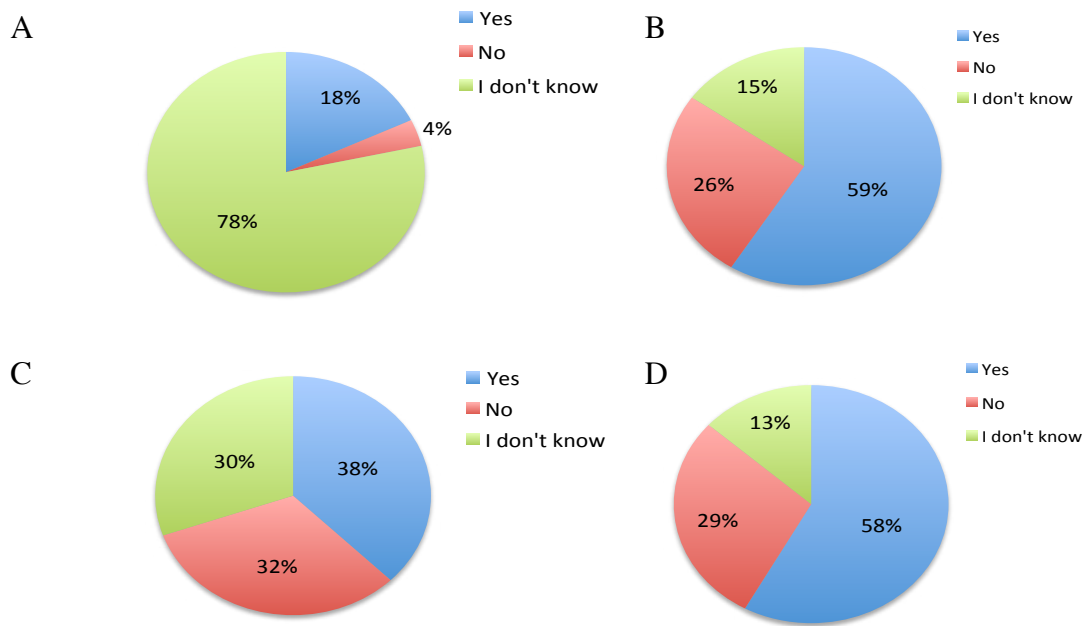 A
Yes
No
I don't know
18%
4%
78%
B
Yes
No
I don't know
15%
26%
59%
C
Yes
No
I don't know
30%
38%
32%
D
Yes
No
I don't know
13%
29%
58%